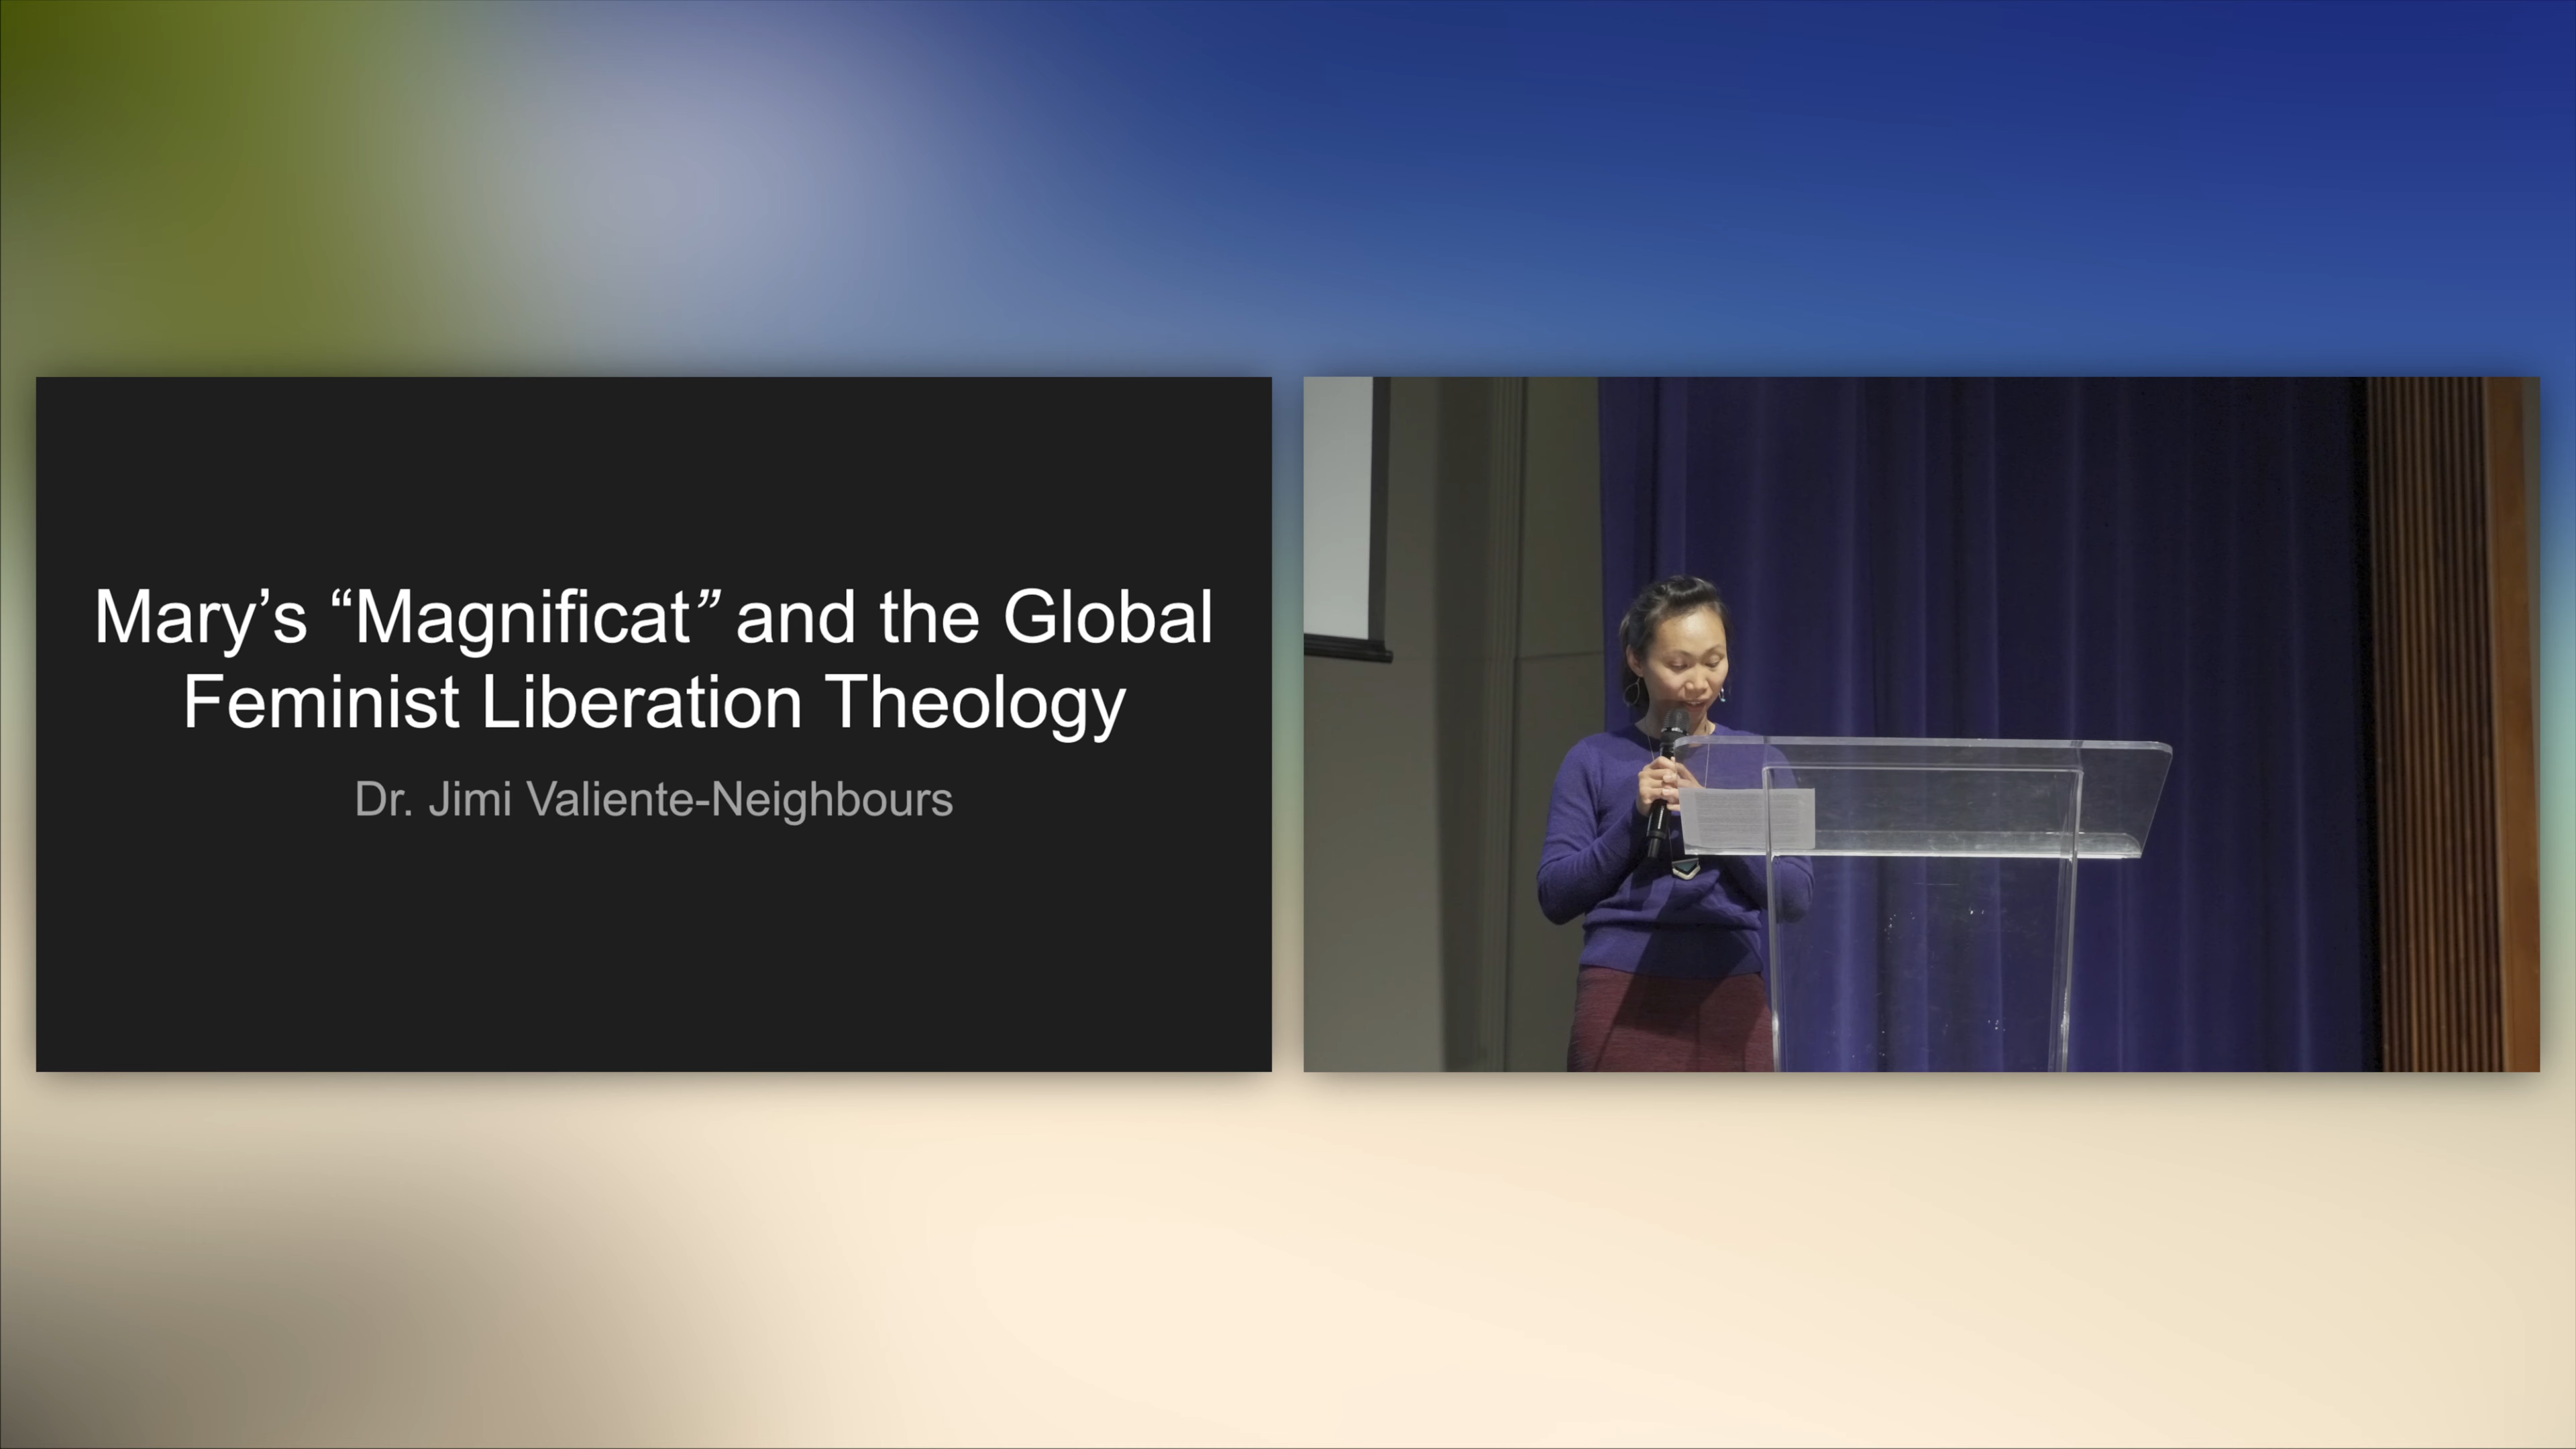 Mary’s “Magnificat” and the Global
Feminist Liberation Theology
Dr. Jimi Valiente-Neighbours